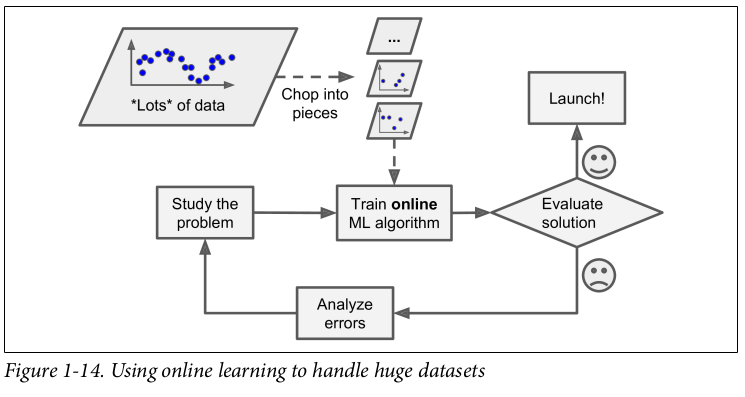 ...
*Lots* of data
Chop into
pieces
Launch!
Study the
problem
Train online
ML algorithm
Evaluate
solution
Analyze
errors
Figure 1-14. Using online learning to handle huge datasets